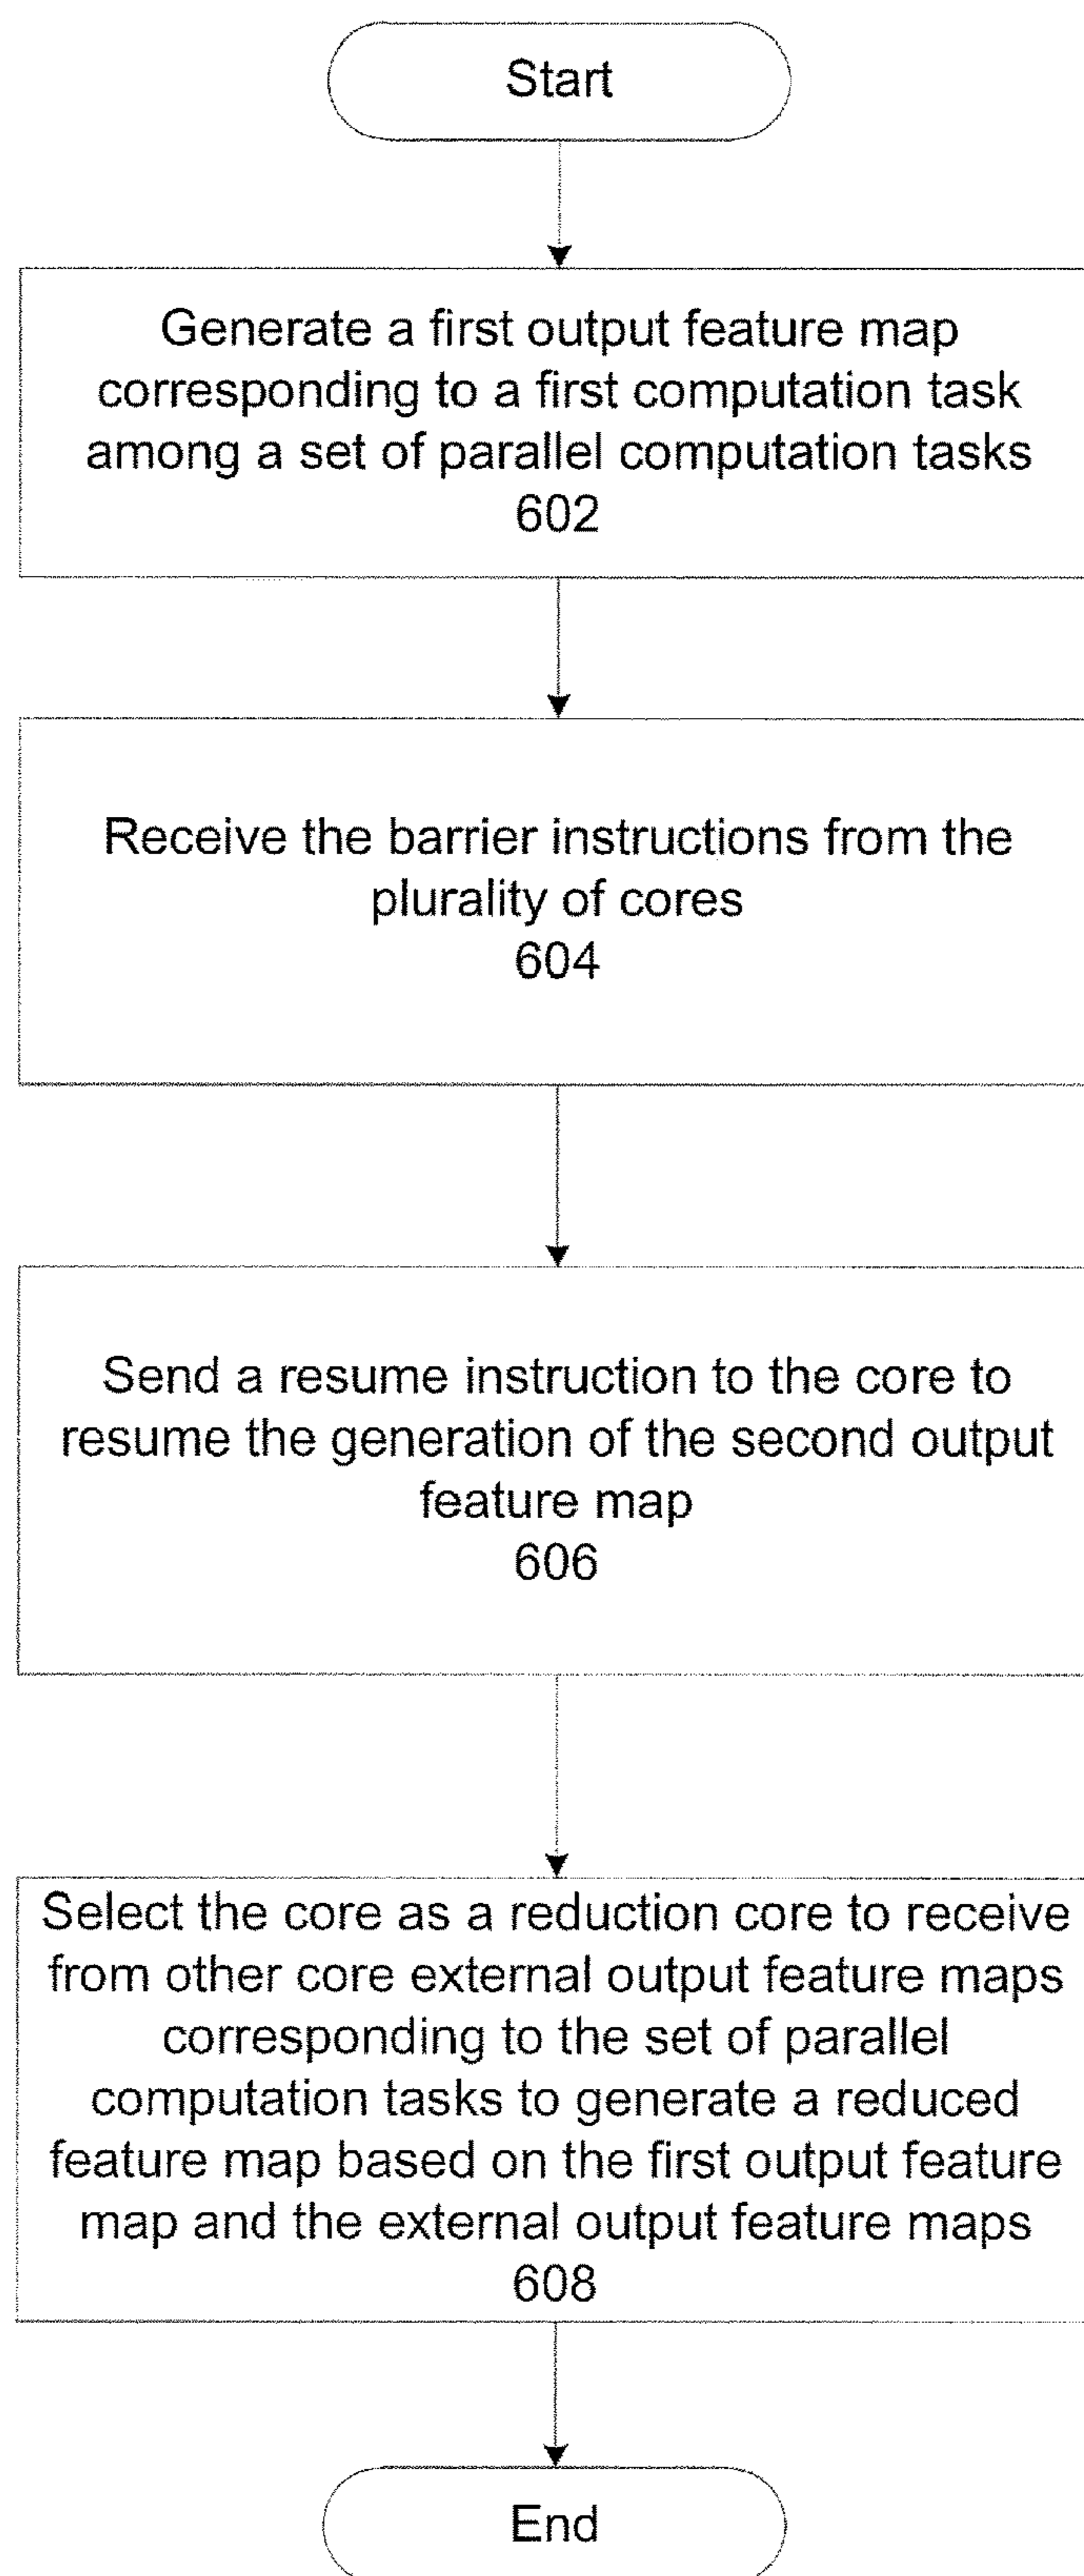 Start
Generate a first output feature map
corresponding to a first computation task
among a set of parallel computation tasks
602
Receive the barrier instructions from the
plurality of cores
604
Send a resume instruction to the core to
resume the generation of the second output
feature map
606
Select the core as a reduction core to receive
from other core external output feature maps
corresponding to the set of parallel
computation tasks to generate a reduced
feature map based on the first output feature
map and the external output feature maps
608
End